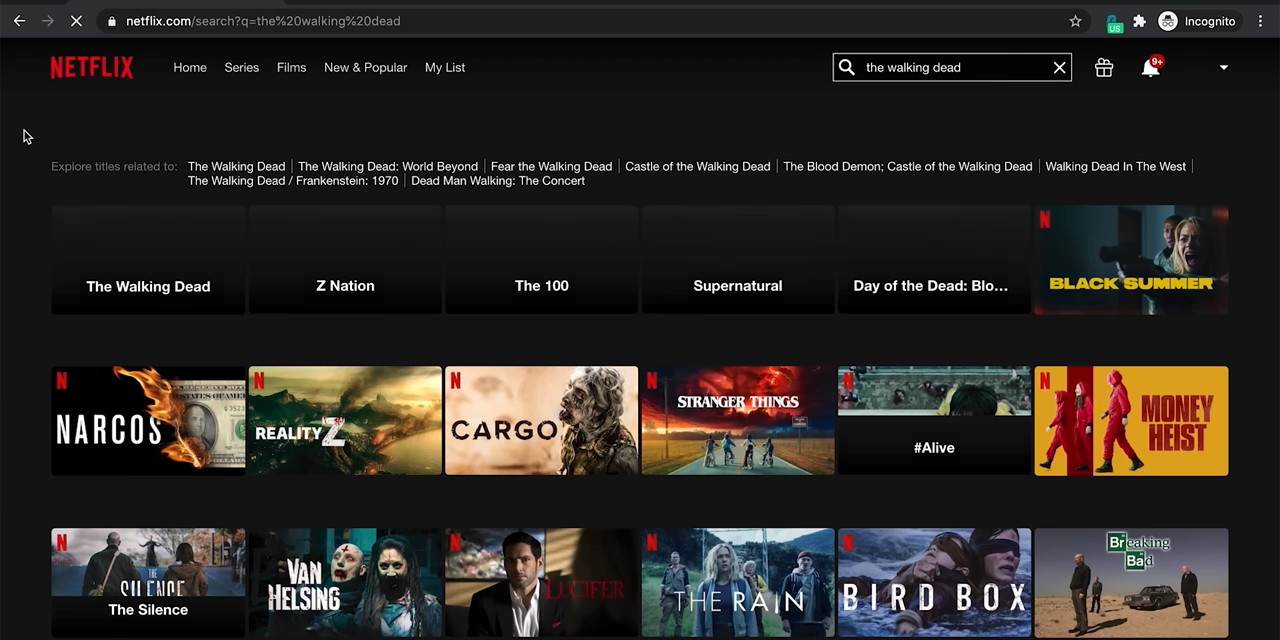 netflix.com/search?q=the%20walking%20dead
US
Incognito
NETFLIX Home Series Films New & Popular My List
the walking dead
9+
Explore titles related to: The Walking Dead | The Walking Dead: World Beyond | Fear the Walking Dead | Castle of the Walking Dead | The Blood Demon; Castle of the Walking Dead | Walking Dead In The West |
The Walking Dead / Frankenstein: 1970 | Dead Man Walking: The Concert
The Walking Dead
Z Nation
The 100
Supernatural
Day of the Dead: Blo...
N
BLACK SUMMER
N
NARCOS
N
REALITY Z
N
CARGO
N
STRANGER THINGS
N
#Alive
N
MONEY
HEIST
N
THE
SILENCE
The Silence
VAN
HELSING
N
LUCIFER
N
THE RAIN
N
BIRD BOX
Breaking
Bad